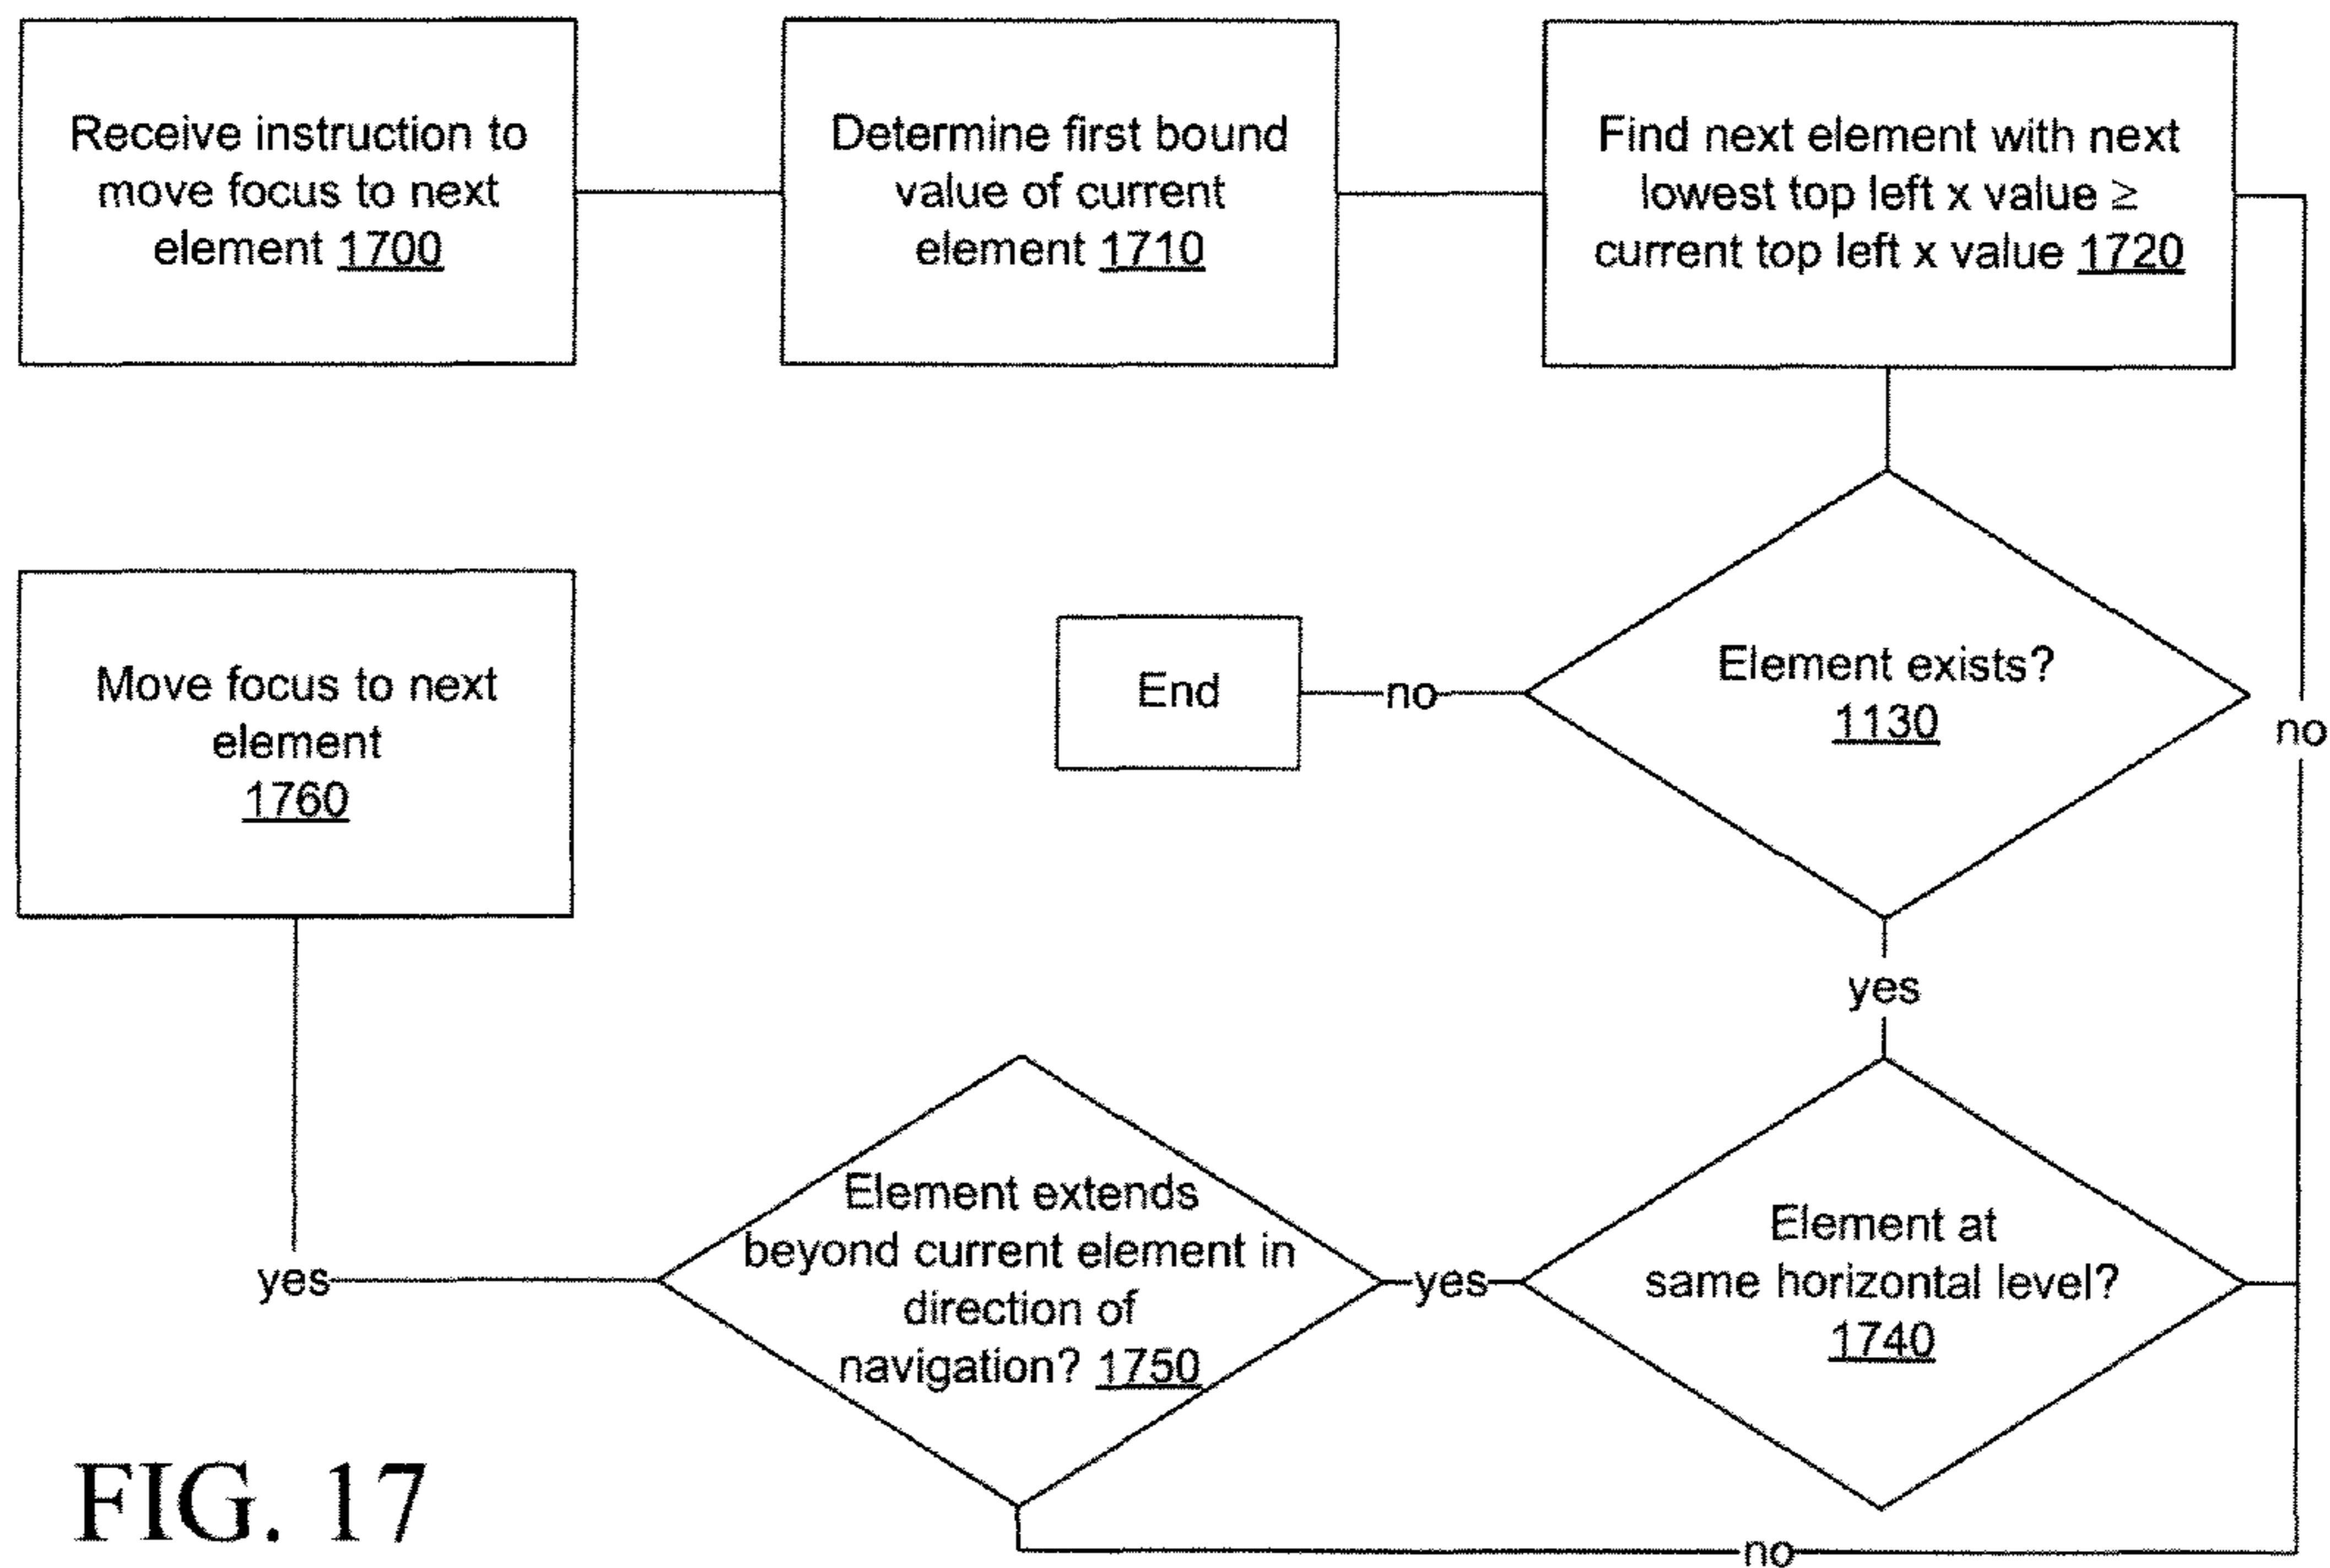 Receive instruction to
move focus to next
element 1700
Determine first bound
value of current
element 1710
Find next element with next
lowest top left x value ≥
current top left x value 1720
Element exists?
1130
no
End
no
Move focus to next
element
1760
yes
Element at
same horizontal level?
1740
yes
Element extends
beyond current element in
direction of
navigation? 1750
yes
no
FIG. 17